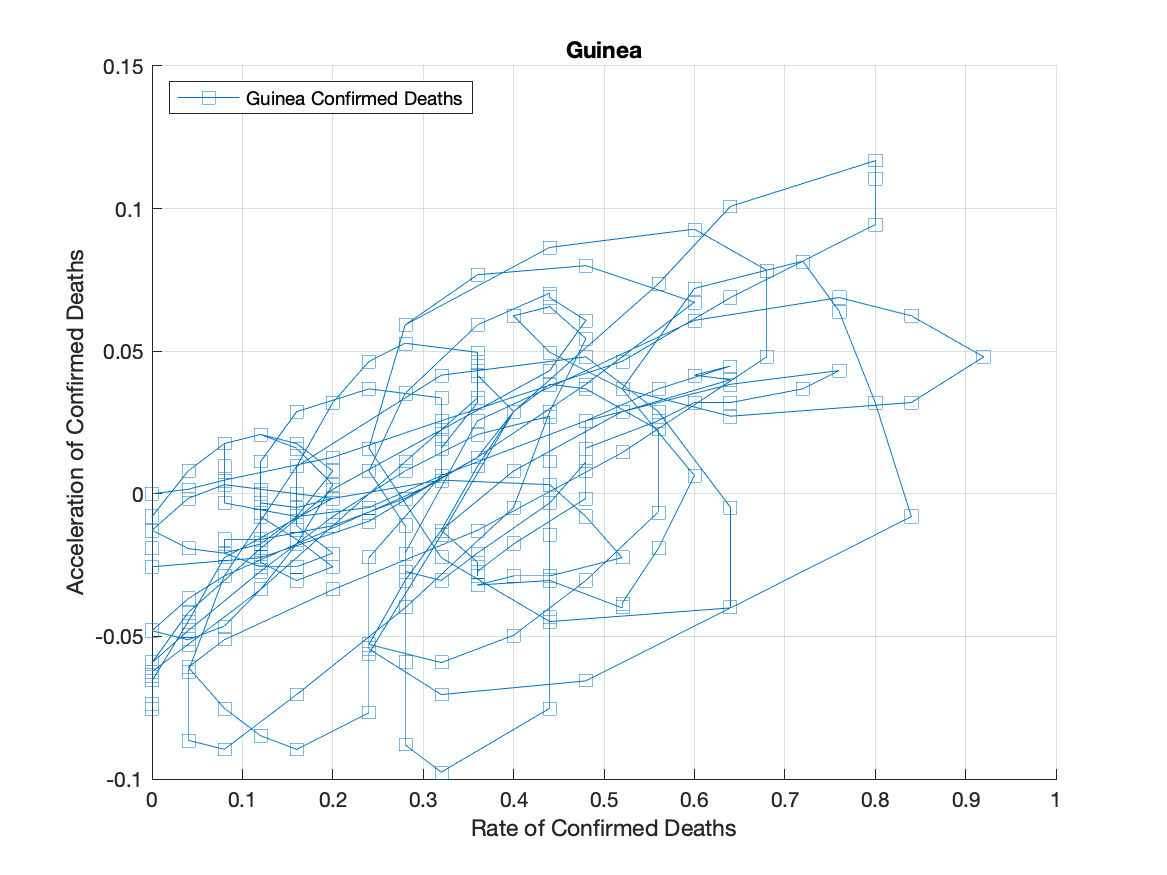 Guinea
0.15
Guinea Confirmed Deaths
0.1
0.05
0
-0.05
-0.1
Acceleration of Confirmed Deaths
0 0.1 0.2 0.3 0.4 0.5 0.6 0.7 0.8 0.9 1
Rate of Confirmed Deaths